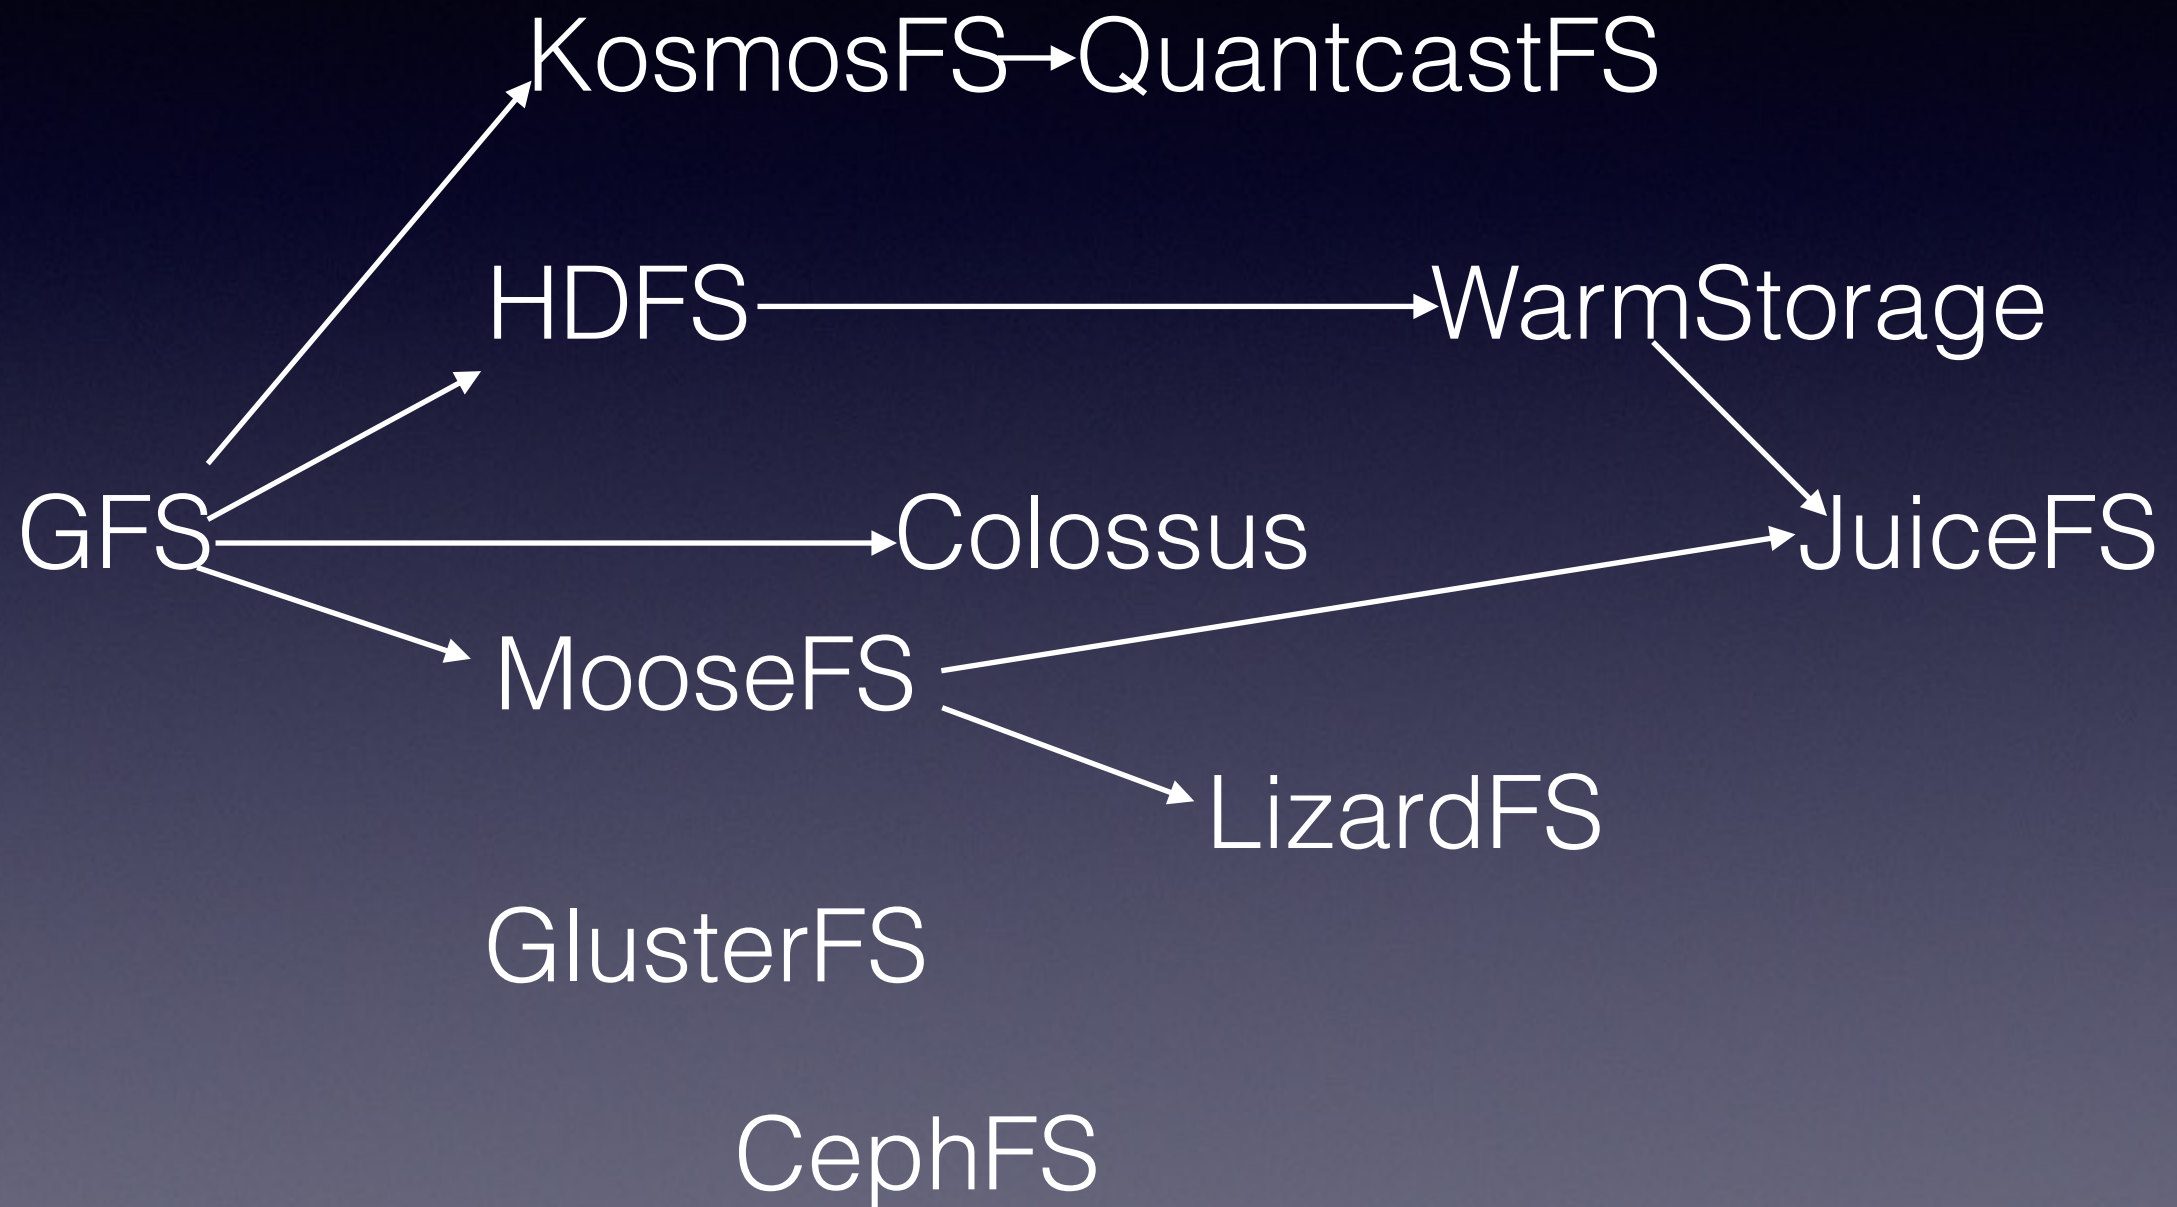 KosmosFS QuantcastFS
HDFS WarmStorage
GFS Colossus JuiceFS
MooseFS
LizardFS
GlusterFS
CephFS